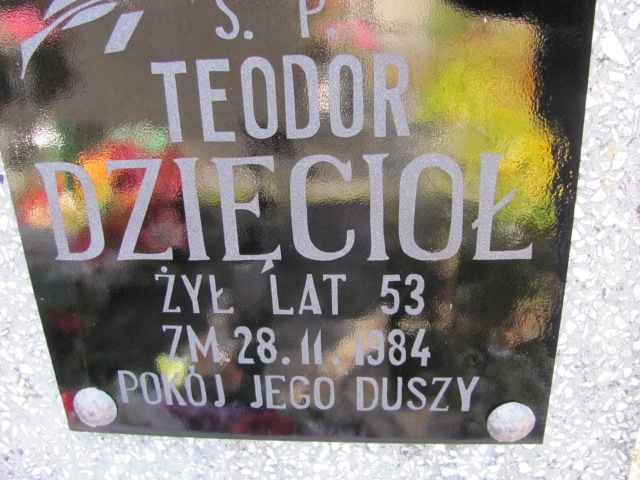 Ś. P.
TEODOR
DZIĘCIOŁ
ŻYŁ LAT 53
ZM. 28.11.1984
POKÓJ JEGO DUSZY